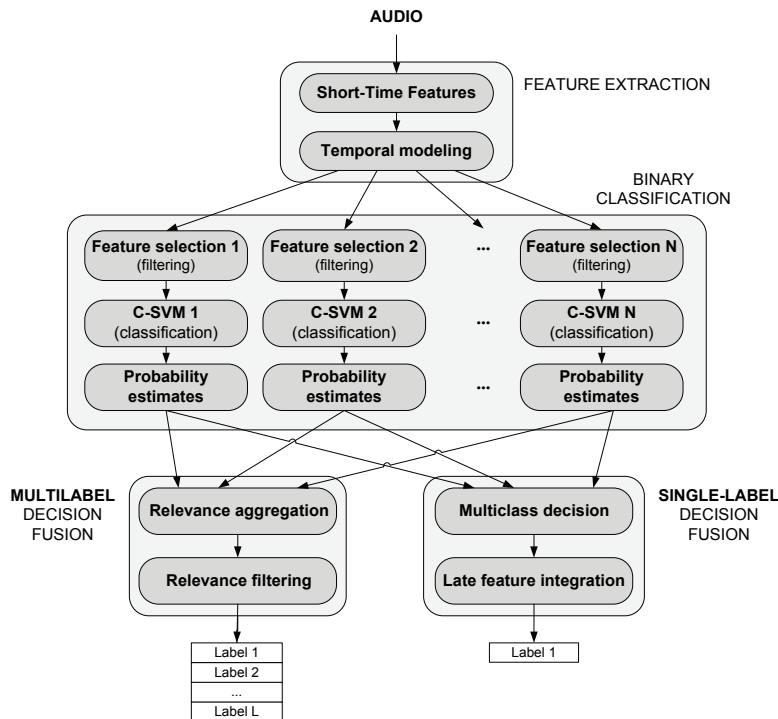 AUDIO
Short-Time Features
FEATURE EXTRACTION
Temporal modeling
BINARY
CLASSIFICATION
Feature selection 1
(filtering)
Feature selection 2
(filtering)
...
Feature selection N
(filtering)
C-SVM 1
(classification)
C-SVM 2
(classification)
...
C-SVM N
(classification)
Probability
estimates
Probability
estimates
...
Probability
estimates
MULTILABEL
DECISION
FUSION
Relevance aggregation
Relevance filtering
Multiclass decision
Late feature integration
SINGLE-LABEL
DECISION
FUSION
Label 1
Label 2
...
Label L
Label 1